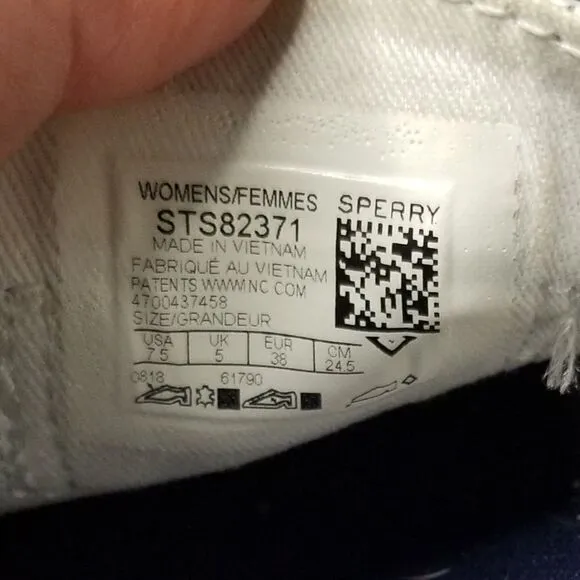 WOMENS/FEMMES
SPERRY
STS82371
MADE IN VIETNAM
FABRIQUÉ AU VIETNAM
PATENTS WWW.NC.COM
4700437458
SIZE/GRANDEUR
USA UK EUR CM
7.5 5 38 24.5
0818 61790